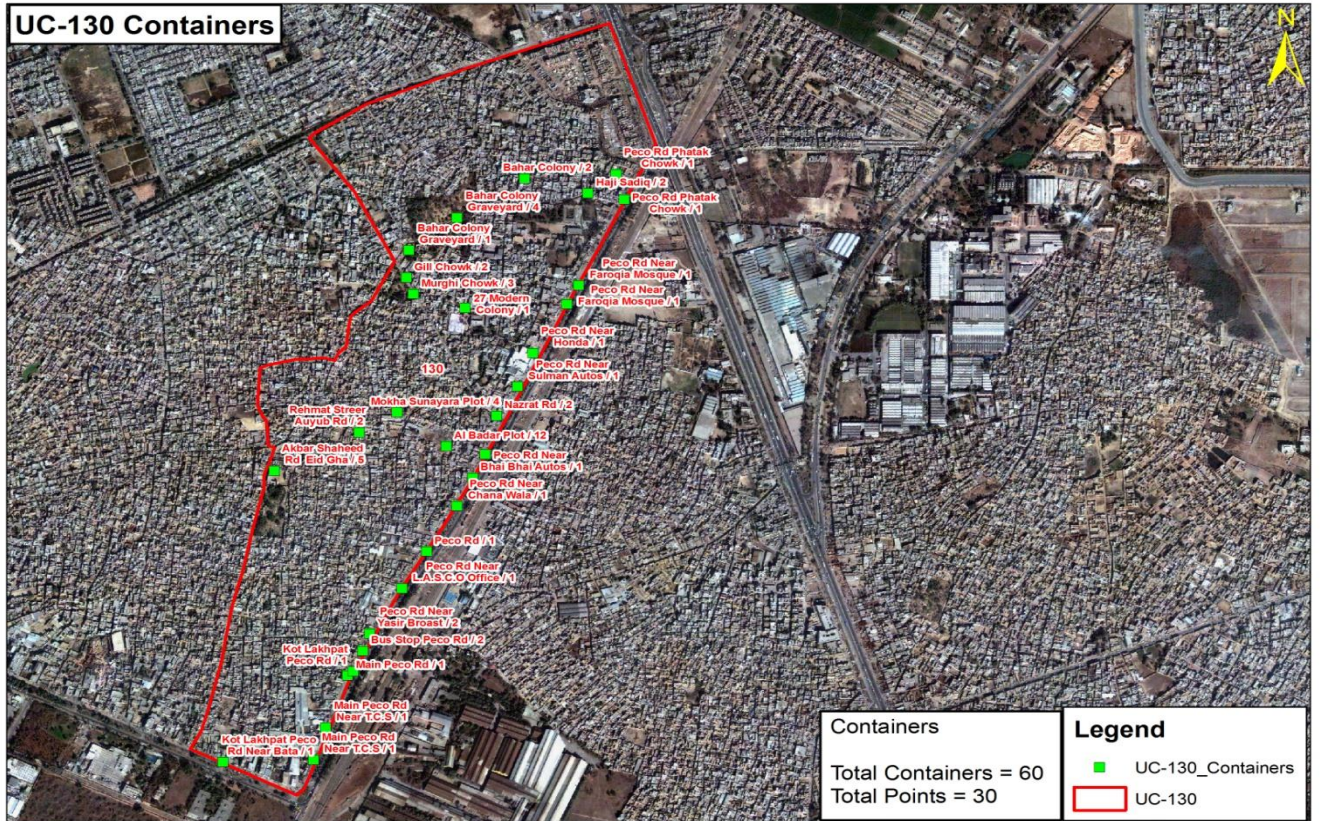 UC-130 Containers
N
Peco Rd Phatak
Chowk / 1
Bahar Colony / 2
Haji Sadiq / 2
Bahar Colony
Graveyard / 4
Peco Rd Phatak
Chowk / 1
Bahar Colony
Graveyard / 1
Gill Chowk / 2
Peco Rd Near
Faroqia Mosque / 1
Murghi Chowk / 3
Peco Rd Near
Faroqia Mosque / 1
27 Modern
Colony / 1
Peco Rd Near
Honda / 1
Peco Rd Near
Sulman Autos / 1
130
Mokha Sunayara Plot / 4
Nazrat Rd / 2
Rehmat Streer
Auyub Rd / 2
Al Badar Plot / 12
Akbar Shaheed
Rd Eid Gha / 5
Peco Rd Near
Bhai Bhai Autos / 1
Peco Rd Near
Chana Wala / 1
Peco Rd / 1
Peco Rd Near
L.A.S.C.O Office / 1
Peco Rd Near
Yasir Broast / 2
Bus Stop Peco Rd / 2
Kot Lakhpat
Peco Rd / 1
Main Peco Rd / 1
Main Peco Rd
Near T.C.S / 1
Kot Lakhpat Peco
Rd Near Bata / 1
Main Peco Rd
Near T.C.S / 1
Containers
Total Containers = 60
Total Points = 30
Legend
UC-130_Containers
UC-130